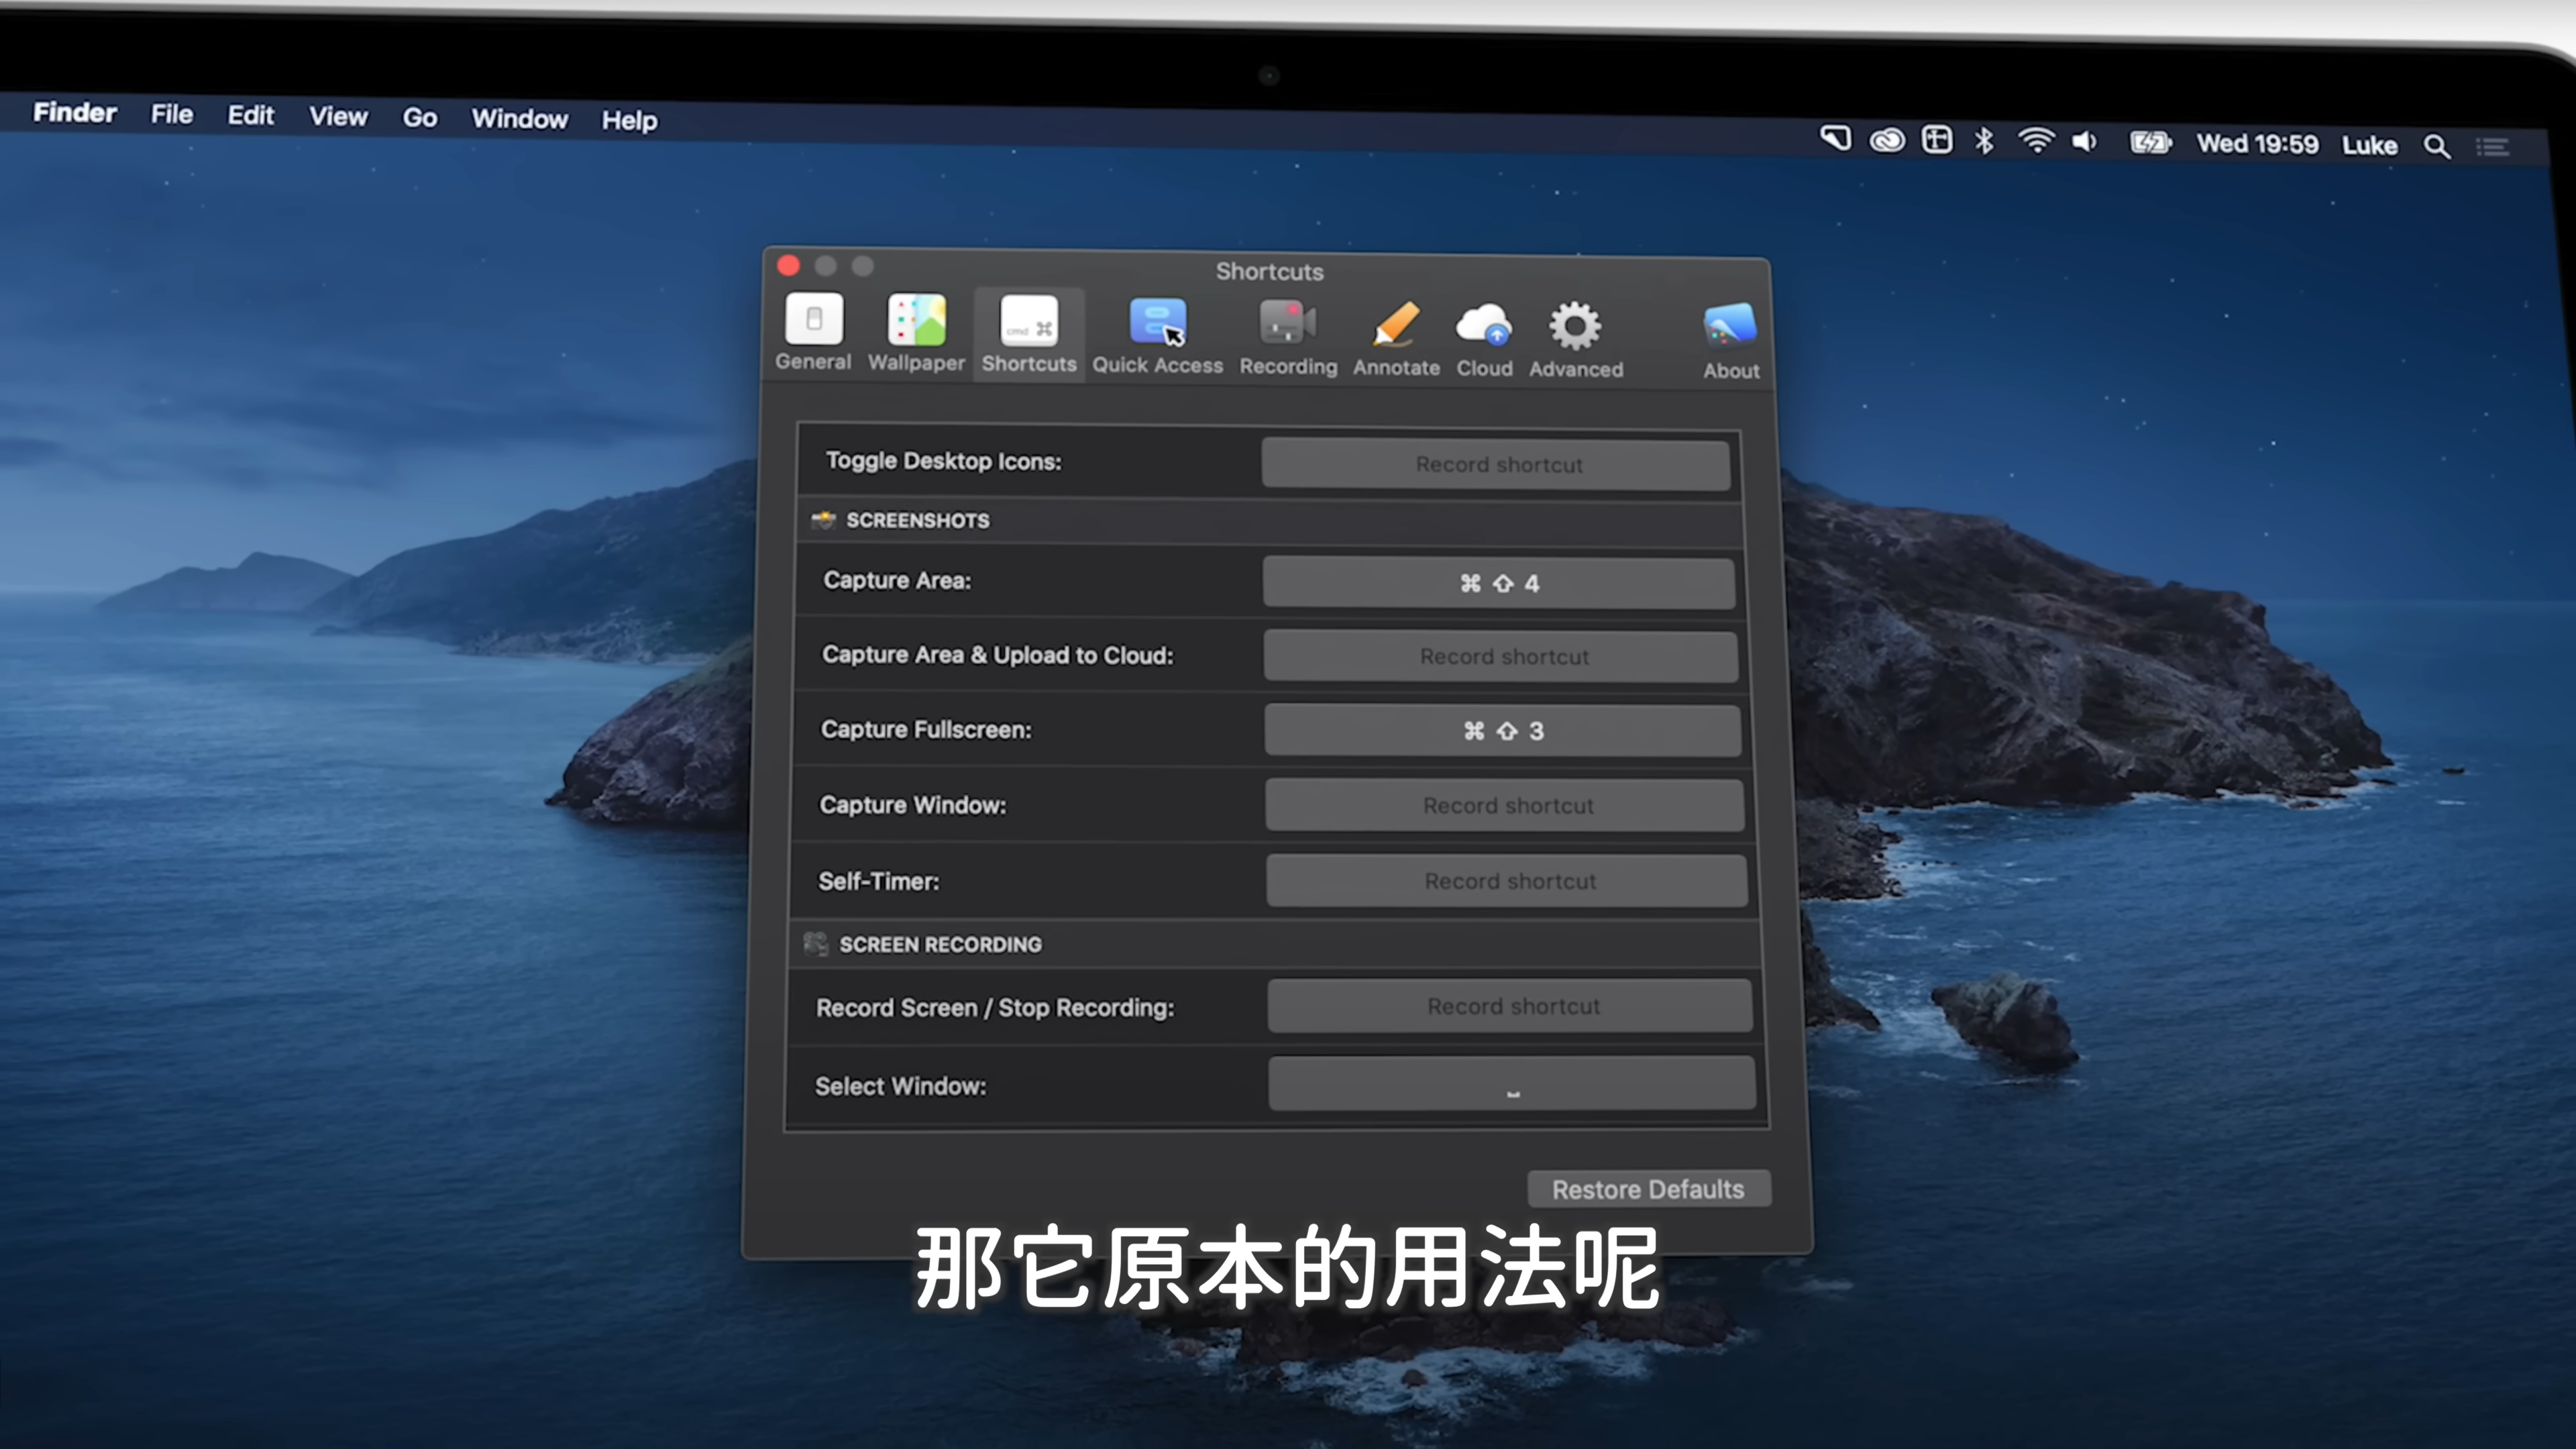 Finder File Edit View Go Window Help
Wed 19:59 Luke
Shortcuts
General Wallpaper Shortcuts Quick Access Recording Annotate Cloud Advanced About
Toggle Desktop Icons: Record shortcut
SCREENSHOTS
Capture Area: ⌘ ⇧ 4
Capture Area & Upload to Cloud: Record shortcut
Capture Fullscreen: ⌘ ⇧ 3
Capture Window: Record shortcut
Self-Timer: Record shortcut
SCREEN RECORDING
Record Screen / Stop Recording: Record shortcut
Select Window: ⎵
Restore Defaults
那它原本的用法呢
cmd ⌘